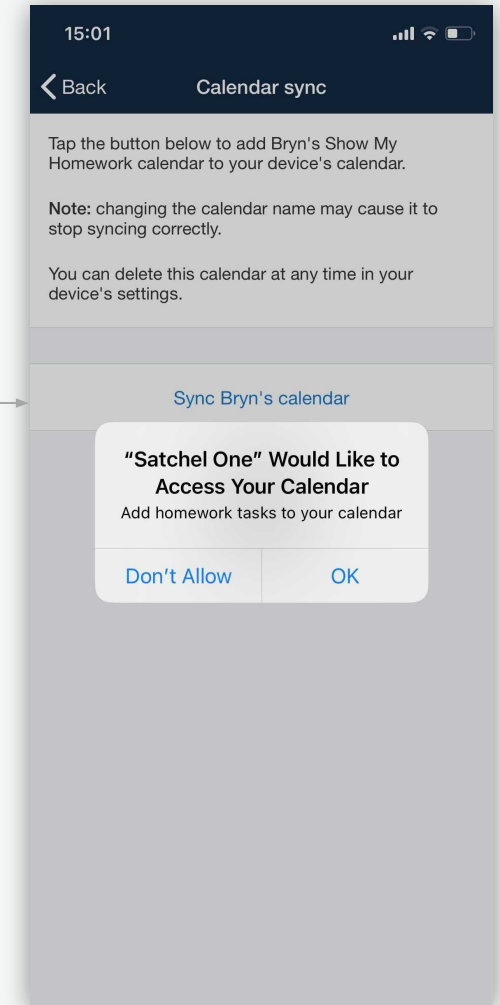 15:01
Back
Calendar sync
Tap the button below to add Bryn's Show My
Homework calendar to your device's calendar.
Note: changing the calendar name may cause it to
stop syncing correctly.
You can delete this calendar at any time in your
device's settings.
Sync Bryn's calendar
“Satchel One” Would Like to
Access Your Calendar
Add homework tasks to your calendar
Don’t Allow
OK